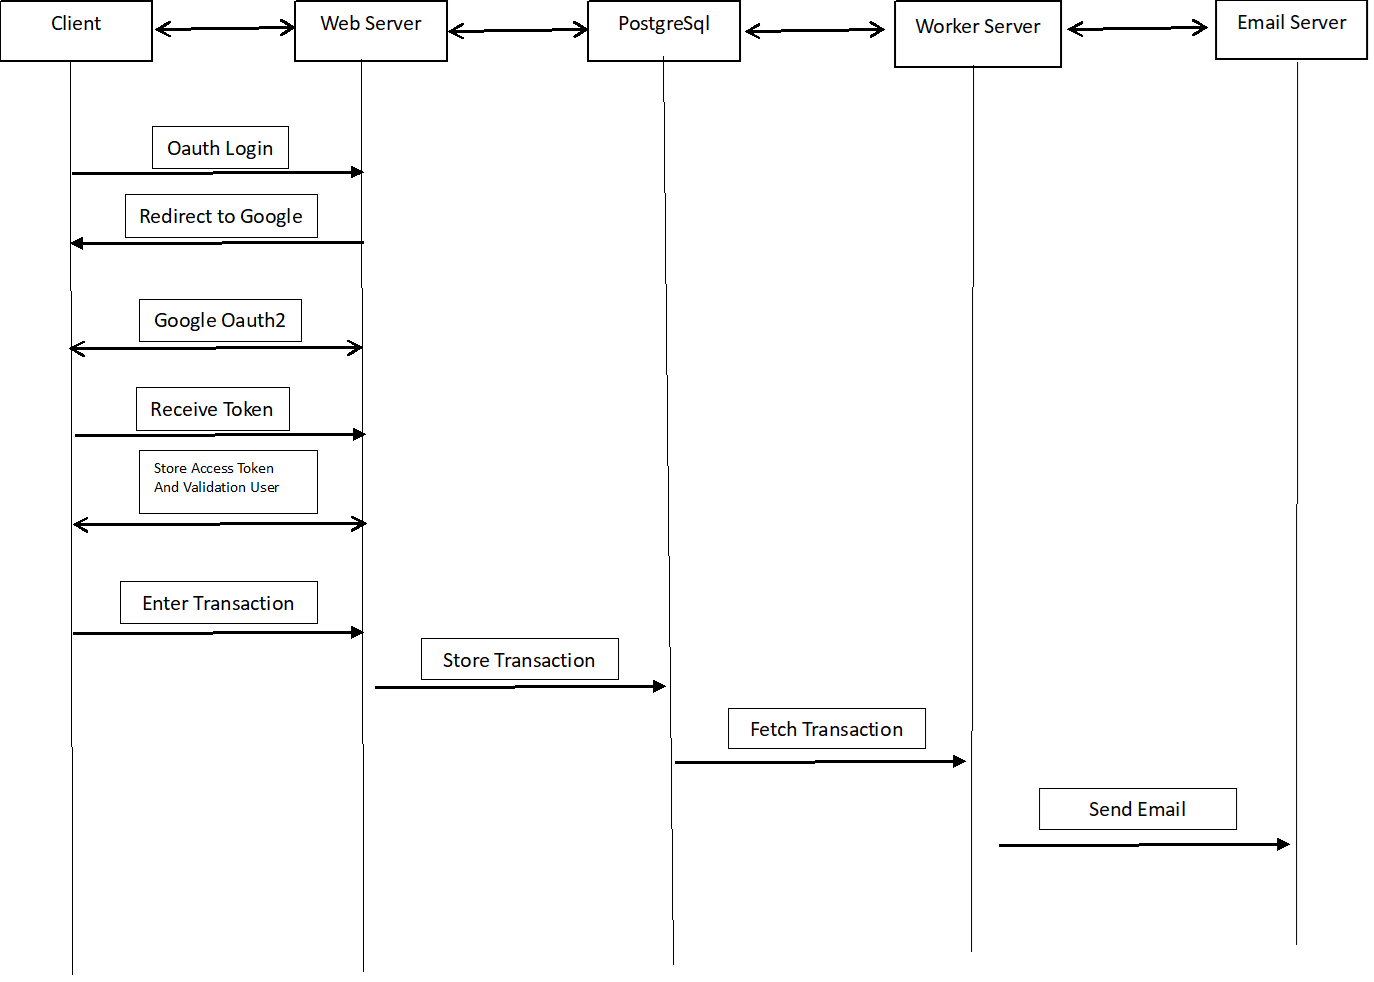 Client
Web Server
PostgreSql
Worker Server
Email Server
Oauth Login
Redirect to Google
Google Oauth2
Receive Token
Store Access Token
And Validation User
Enter Transaction
Store Transaction
Fetch Transaction
Send Email